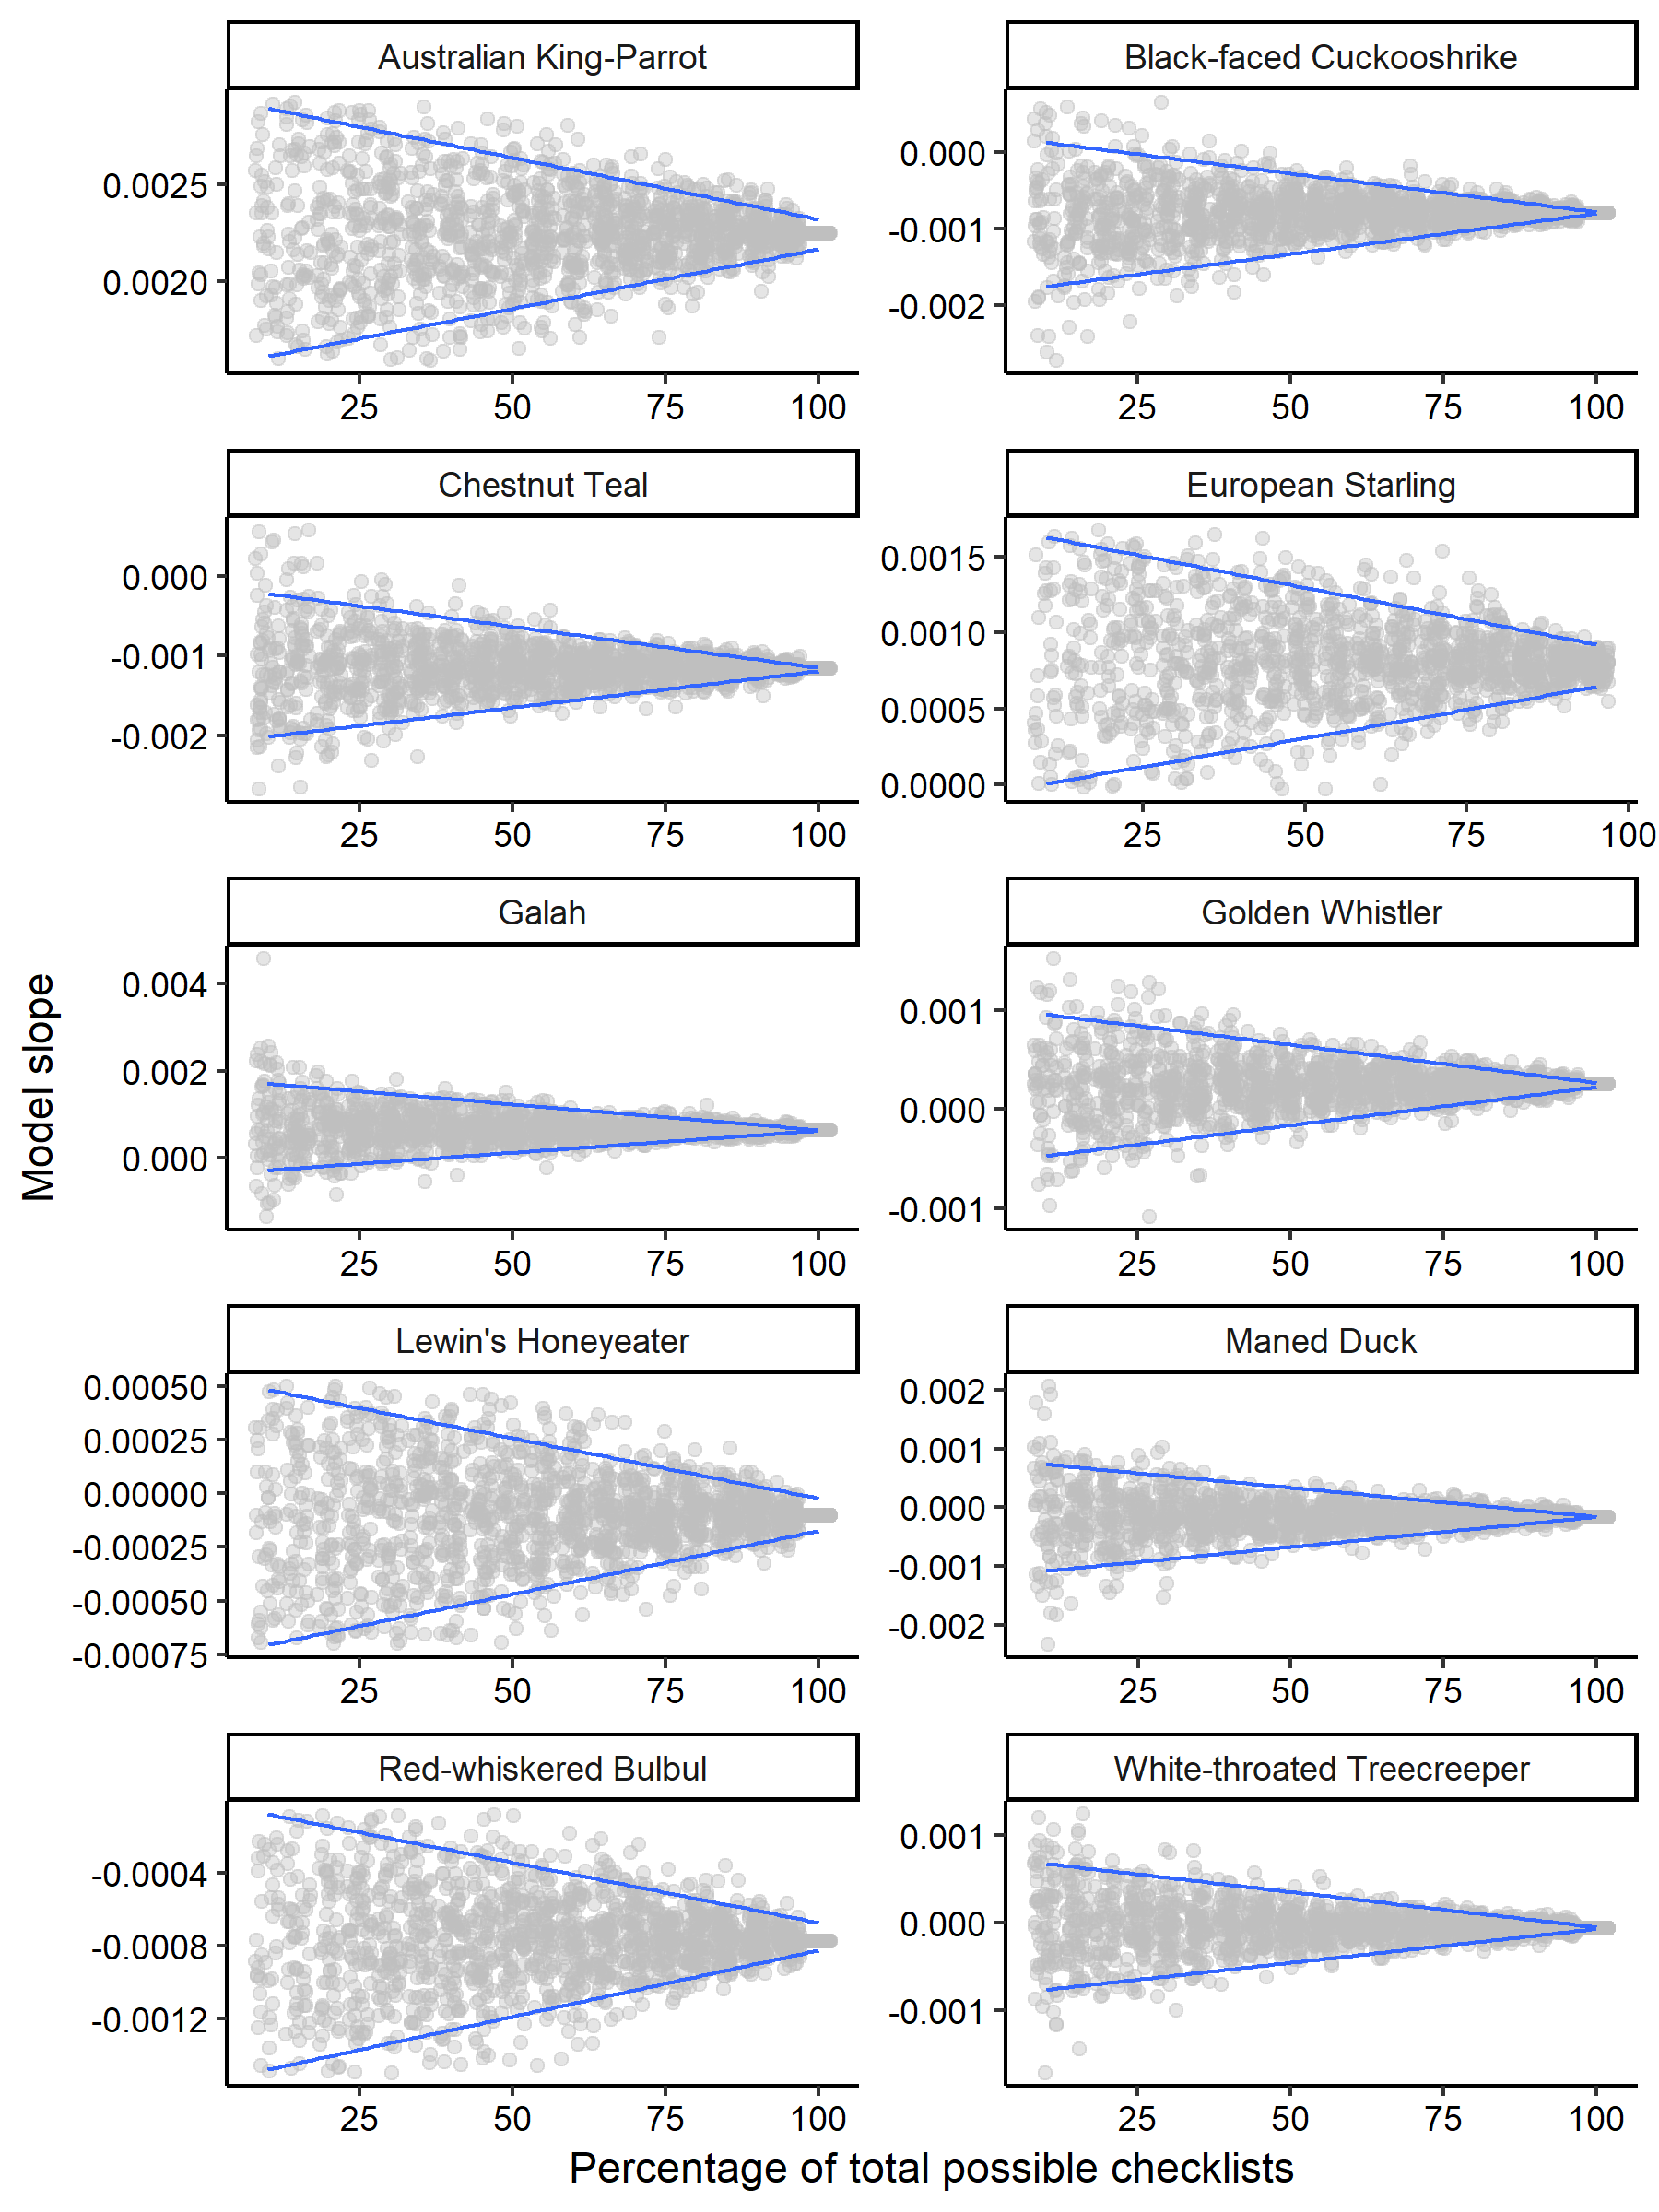 Australian King-Parrot
Black-faced Cuckooshrike
0.0025
0.0020
0.000
-0.001
-0.002
25 50 75 100
25 50 75 100
Chestnut Teal
European Starling
0.000
-0.001
-0.002
0.0015
0.0010
0.0005
0.0000
25 50 75 100
25 50 75 100
Galah
Golden Whistler
0.004
0.002
0.000
0.001
0.000
-0.001
25 50 75 100
25 50 75 100
Model slope
Lewin's Honeyeater
Maned Duck
0.00050
0.00025
0.00000
-0.00025
-0.00050
-0.00075
0.002
0.001
0.000
-0.001
-0.002
25 50 75 100
25 50 75 100
Red-whiskered Bulbul
White-throated Treecreeper
-0.0004
-0.0008
-0.0012
0.001
0.000
-0.001
25 50 75 100
25 50 75 100
Percentage of total possible checklists